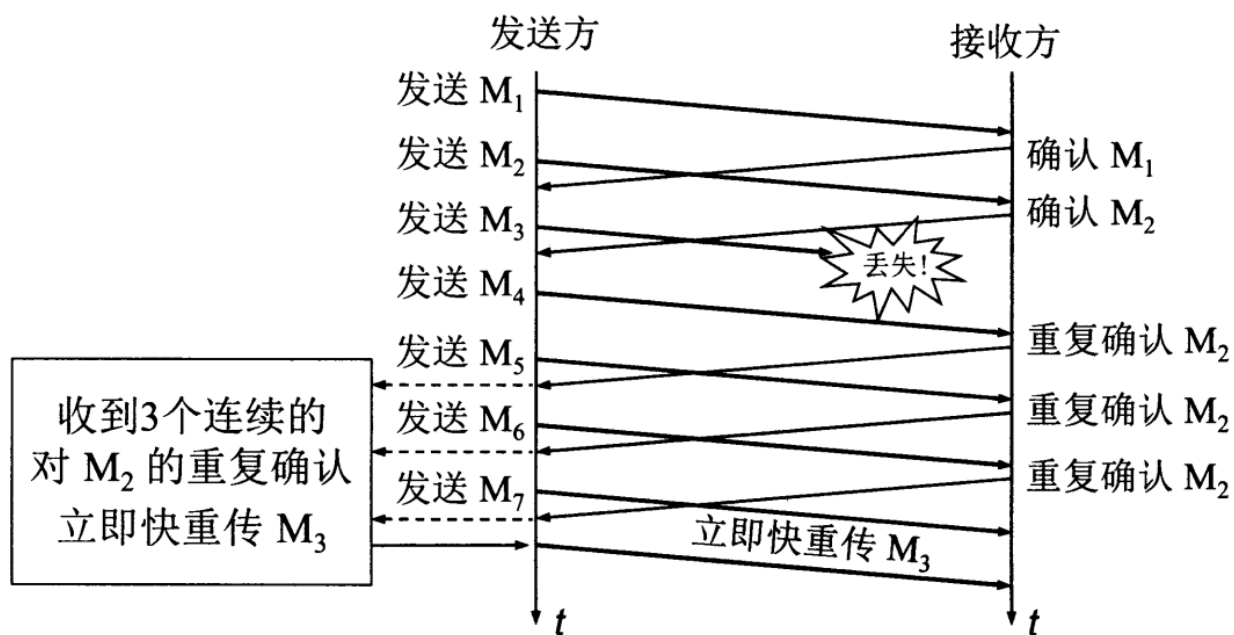 发送方
接收方
发送 M₁
确认 M₁
发送 M₂
确认 M₂
发送 M₃
丢失!
发送 M₄
重复确认 M₂
发送 M₅
重复确认 M₂
发送 M₆
重复确认 M₂
发送 M₇
收到3个连续的
对 M₂ 的重复确认
立即快重传 M₃
立即快重传 M₃
t
t